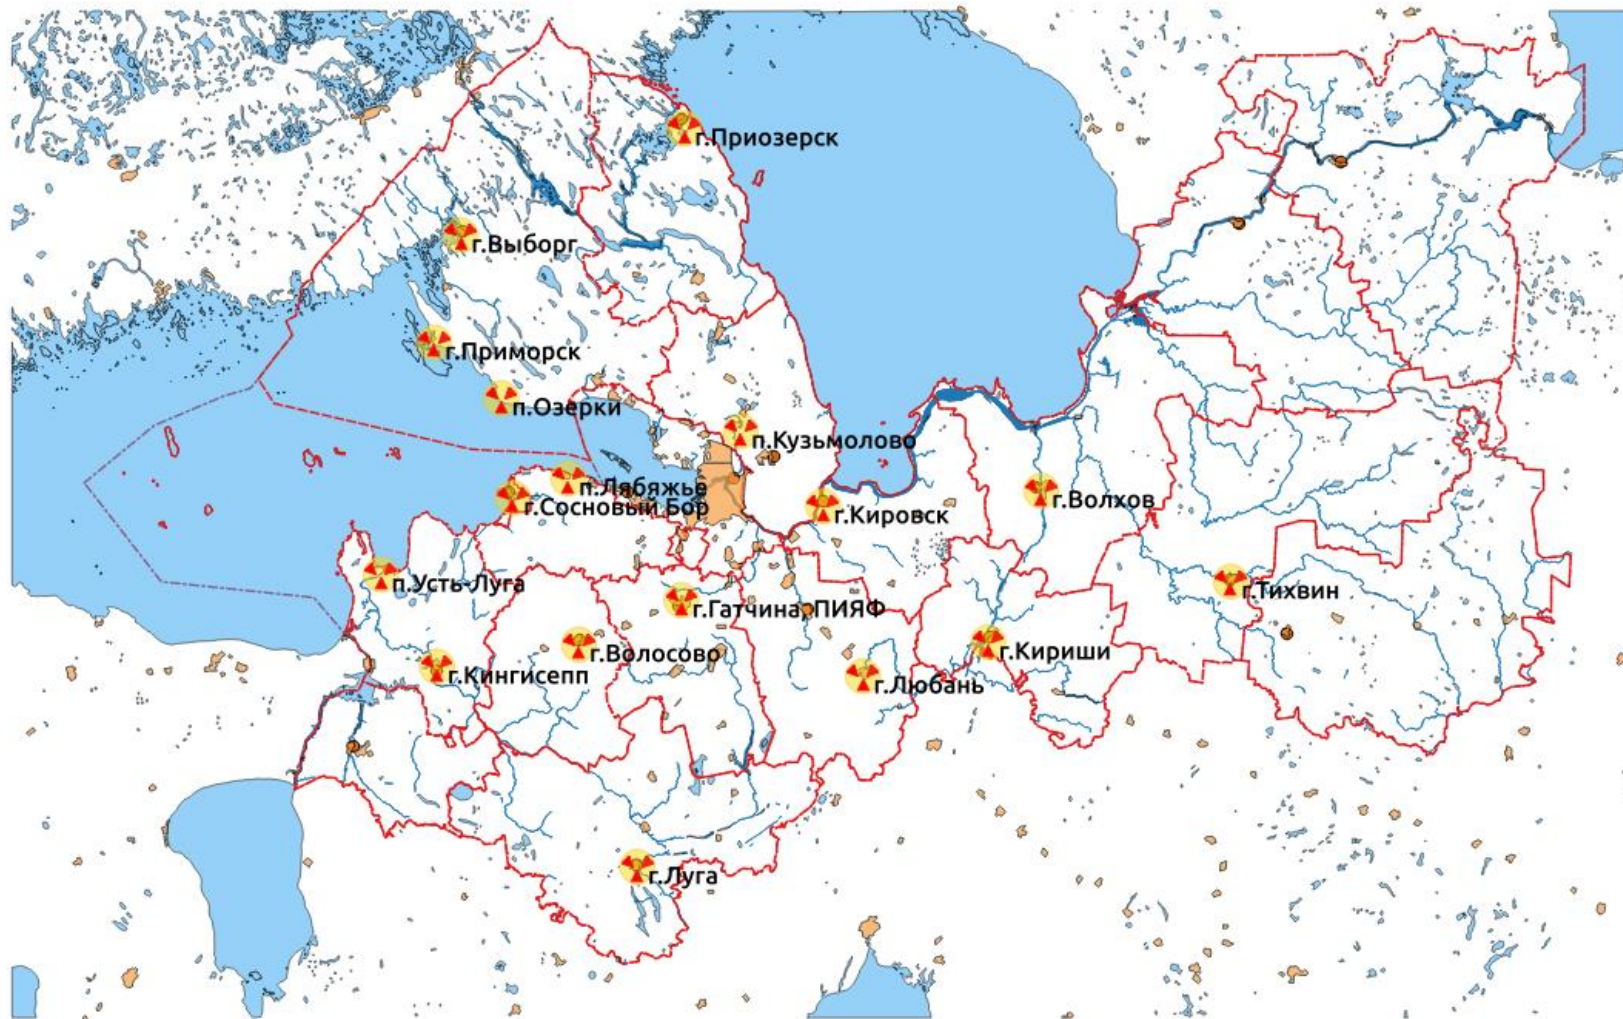 г.Приозерск
г.Выборг
г.Приморск
п.Озерки
п.Кузьмолово
п.Лябяжье
г.Сосновый Бор
г.Кировск
г.Волхов
п.Усть-Луга
г.Гатчина, ПИЯФ
г.Тихвин
г.Волосово
г.Кириши
г.Кингисепп
г.Любань
г.Луга